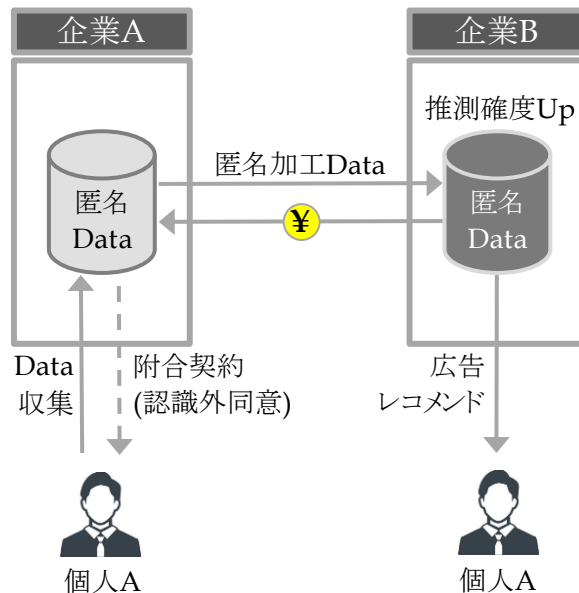 企業A
企業B
推測確度Up
匿名加工Data
匿名
Data
¥
匿名
Data
Data
収集
附合契約
(認識外同意)
広告
レコメンド
個人A
個人A